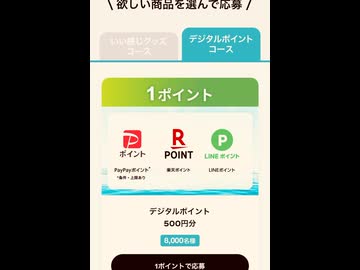 \ 欲しい商品を選んで応募 /
いい感じグッズ
コース
デジタルポイント
コース
1ポイント
P
ポイント
R
POINT
P
LINE ポイント
PayPayポイント*
*条件・上限あり
楽天ポイント
LINEポイント
デジタルポイント
500円分
6,000名様
1ポイントで応募